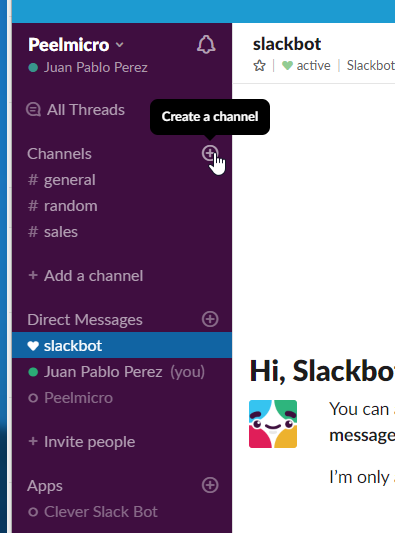 Peelmicro
Juan Pablo Perez
All Threads
Create a channel
Channels
# general
# random
# sales
+ Add a channel
Direct Messages
slackbot
Juan Pablo Perez (you)
Peelmicro
+ Invite people
Apps
Clever Slack Bot
slackbot
| active | Slackbot
Hi, Slackbo
You can
message
I'm only